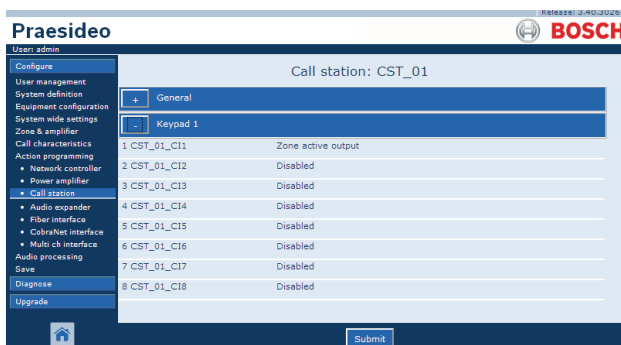 Release: 3.40.3026
Praesideo
BOSCH
User: admin
Configure
User management
System definition
Equipment configuration
System wide settings
Zone & amplifier
Call characteristics
Action programming
• Network controller
• Power amplifier
• Call station
• Audio expander
• Fiber interface
• CobraNet interface
• Multi ch interface
Audio processing
Save
Diagnose
Upgrade
Call station: CST_01
+ General
- Keypad 1
1 CST_01_CI1 Zone active output
2 CST_01_CI2 Disabled
3 CST_01_CI3 Disabled
4 CST_01_CI4 Disabled
5 CST_01_CI5 Disabled
6 CST_01_CI6 Disabled
7 CST_01_CI7 Disabled
8 CST_01_CI8 Disabled
Submit